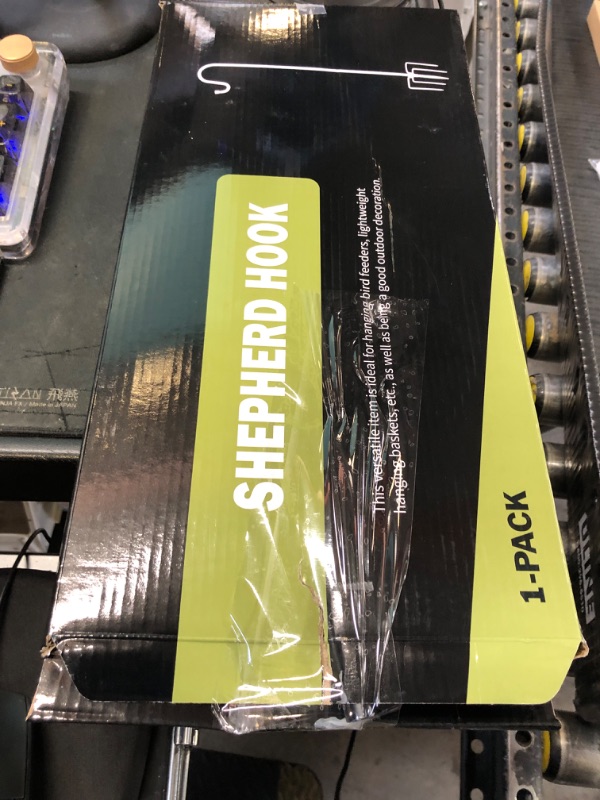 SHEPHERD HOOK
This versatile item is ideal for hanging bird feeders, lightweight
hanging baskets, etc., as well as being a good outdoor decoration.
1-PACK